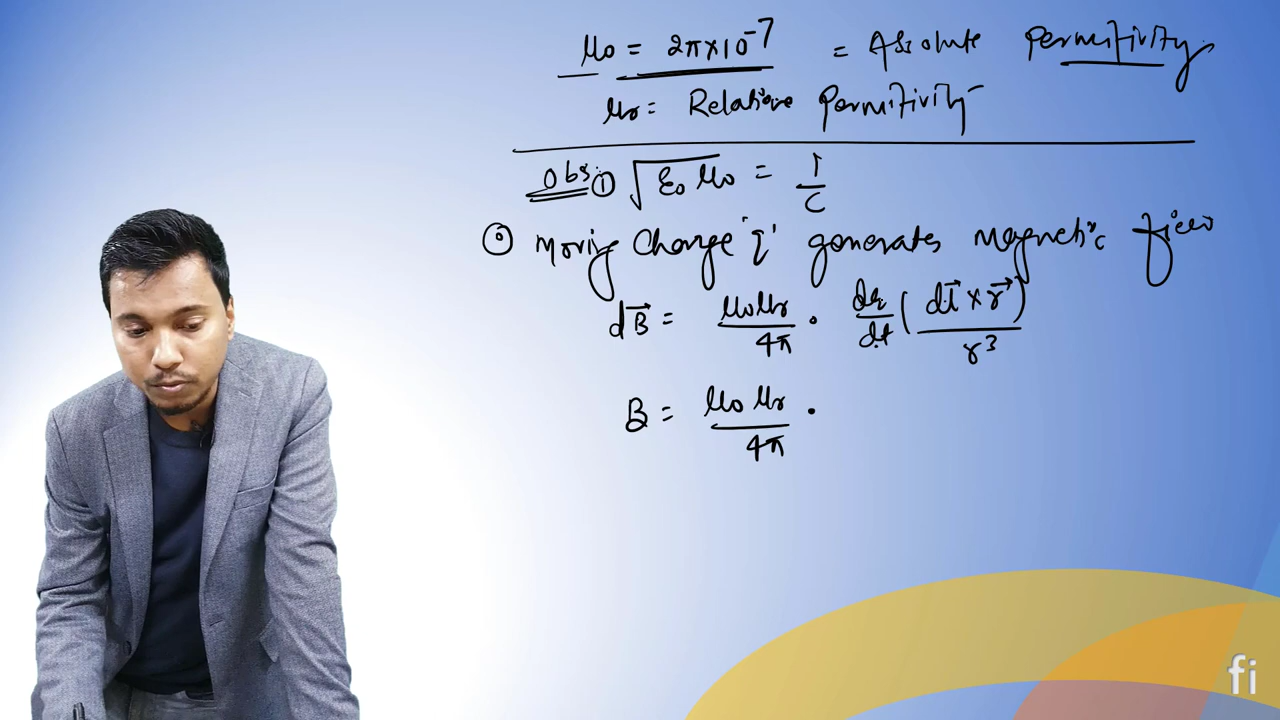 μ₀ = 2π×10⁻⁷ = Absolute Permitivity
μr = Relative Permitivity
Obs: ① √ε₀ μ₀ = 1/C
Moving Charge 'q' generates Magnetic field
dB⃗ = μ₀μr/4π · dq/dt (dl⃗ × r⃗)/r³
B = μ₀ μr/4π ·
fi